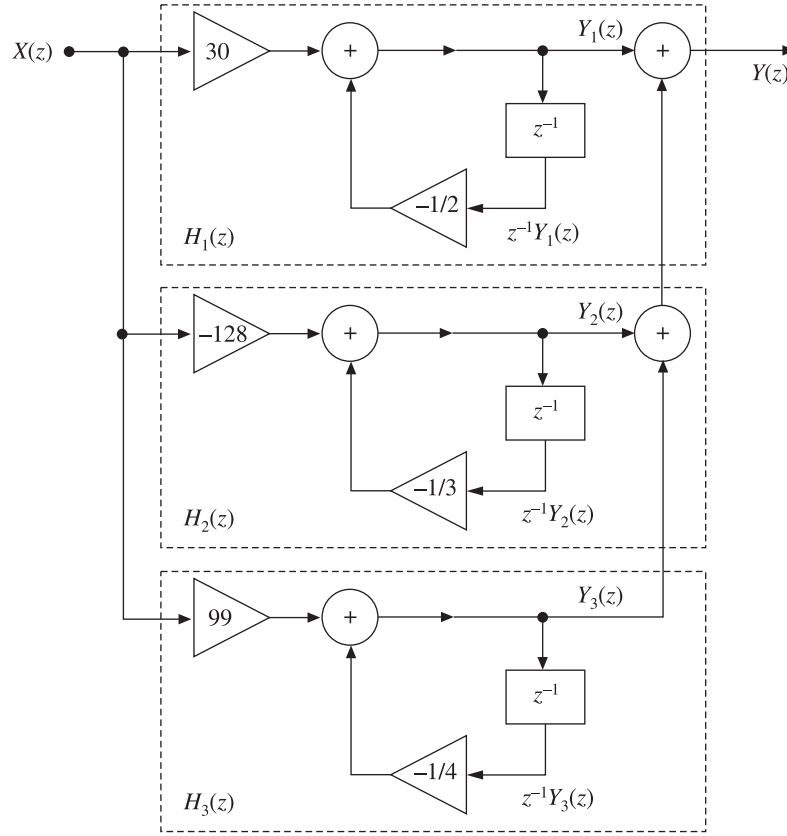 X(z) 30 + Y₁(z) + Y(z)
z⁻¹
−1/2
H₁(z) z⁻¹Y₁(z)
−128 + Y₂(z) +
z⁻¹
−1/3
H₂(z) z⁻¹Y₂(z)
99 + Y₃(z)
z⁻¹
−1/4
H₃(z) z⁻¹Y₃(z)